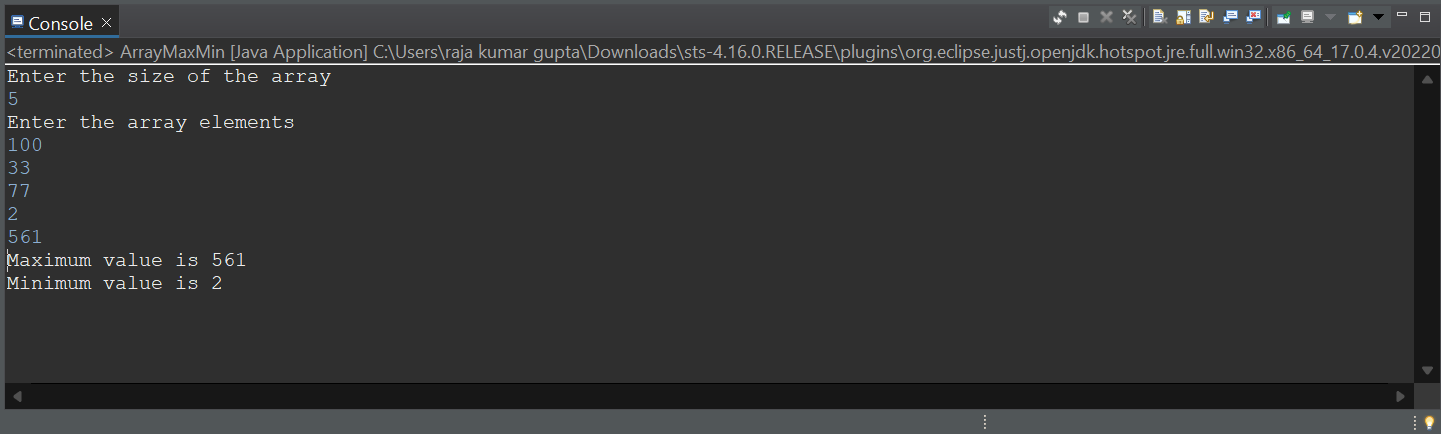 Console
<terminated> ArrayMaxMin [Java Application] C:\Users\raja kumar gupta\Downloads\sts-4.16.0.RELEASE\plugins\org.eclipse.justj.openjdk.hotspot.jre.full.win32.x86_64_17.0.4.v20220
Enter the size of the array
5
Enter the array elements
100
33
77
2
561
Maximum value is 561
Minimum value is 2